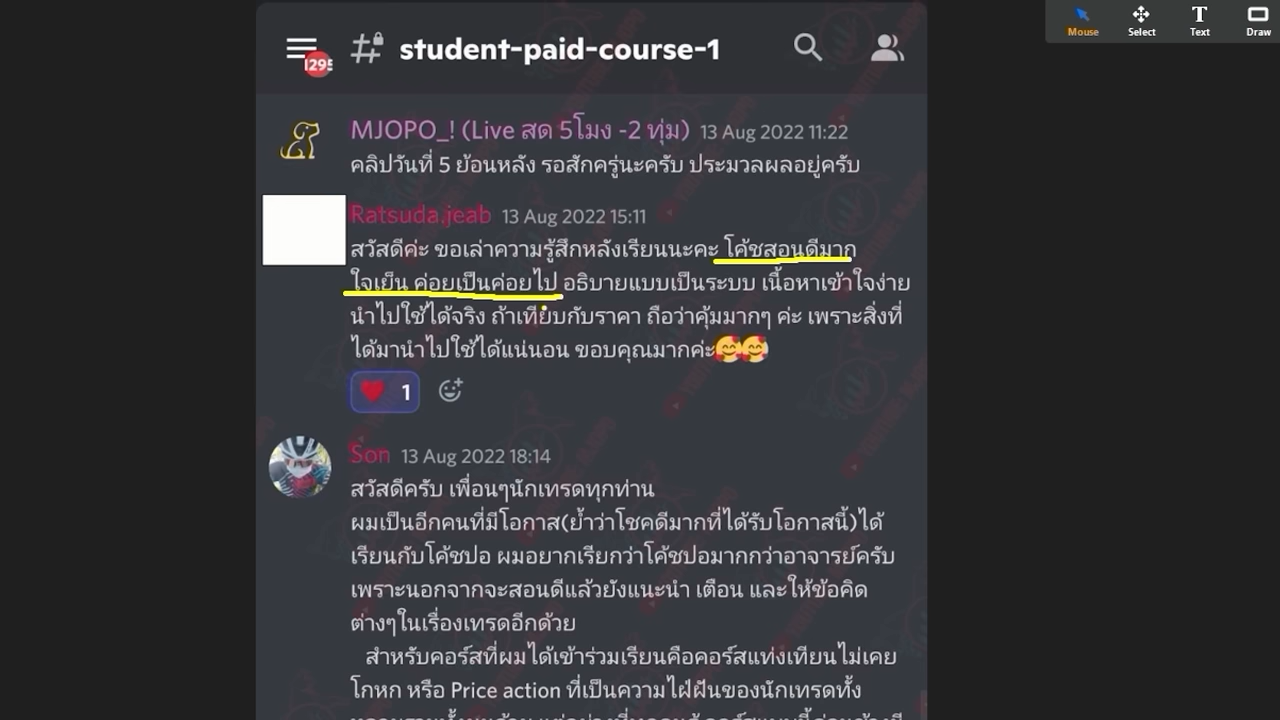 Mouse
Select
Text
Draw
student-paid-course-1
MJOPO_! (Live สด 5โมง -2 ทุ่ม) 13 Aug 2022 11:22
คลิปวันที่ 5 ย้อนหลัง รอสักครู่นะครับ ประมวลผลอยู่ครับ
Ratsuda.jeab 13 Aug 2022 15:11
สวัสดีค่ะ ขอเล่าความรู้สึกหลังเรียนนะคะ โค้ชสอนดีมาก
ใจเย็น ค่อยเป็นค่อยไป อธิบายแบบเป็นระบบ เนื้อหาเข้าใจง่าย
นำไปใช้ได้จริง ถ้าเทียบกับราคา ถือว่าคุ้มมากๆ ค่ะ เพราะสิ่งที่
ได้มานำไปใช้ได้แน่นอน ขอบคุณมากค่ะ🥰🥰
1
Son 13 Aug 2022 18:14
สวัสดีครับ เพื่อนๆนักเทรดทุกท่าน
ผมเป็นอีกคนที่มีโอกาส(ย้ำว่าโชคดีมากที่ได้รับโอกาสนี้)ได้
เรียนกับโค้ชปอ ผมอยากเรียกว่าโค้ชปอมากกว่าอาจารย์ครับ
เพราะนอกจากจะสอนดีแล้วยังแนะนำ เตือน และให้ข้อคิด
ต่างๆในเรื่องเทรดอีกด้วย
สำหรับคอร์สที่ผมได้เข้าร่วมเรียนคือคอร์สแท่งเทียนไม่เคย
โกหก หรือ Price action ที่เป็นความใฝ่ฝันของนักเทรดทั้ง